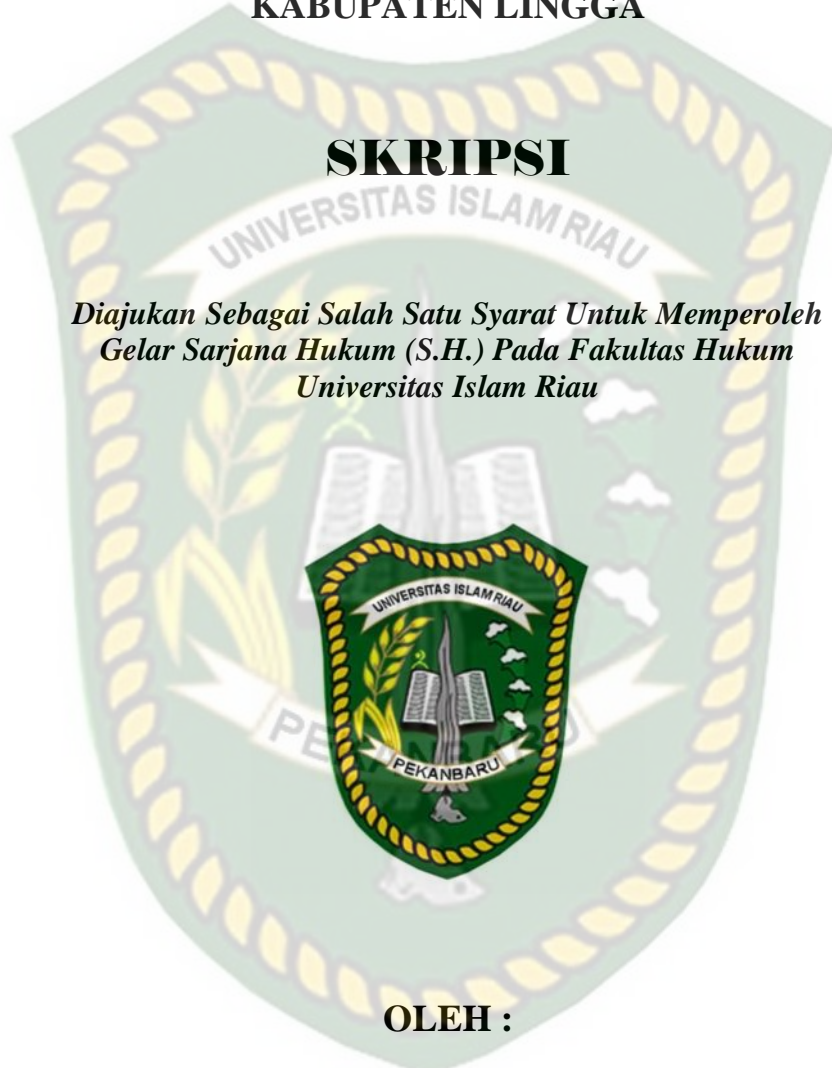 KABUPATEN LINGGA
SKRIPSI
UNIVERSITAS ISLAM RIAU
Diajukan Sebagai Salah Satu Syarat Untuk Memperoleh
Gelar Sarjana Hukum (S.H.) Pada Fakultas Hukum
Universitas Islam Riau
UNIVERSITAS ISLAM RIAU
PEKANBARU
PEKANBARU
OLEH :